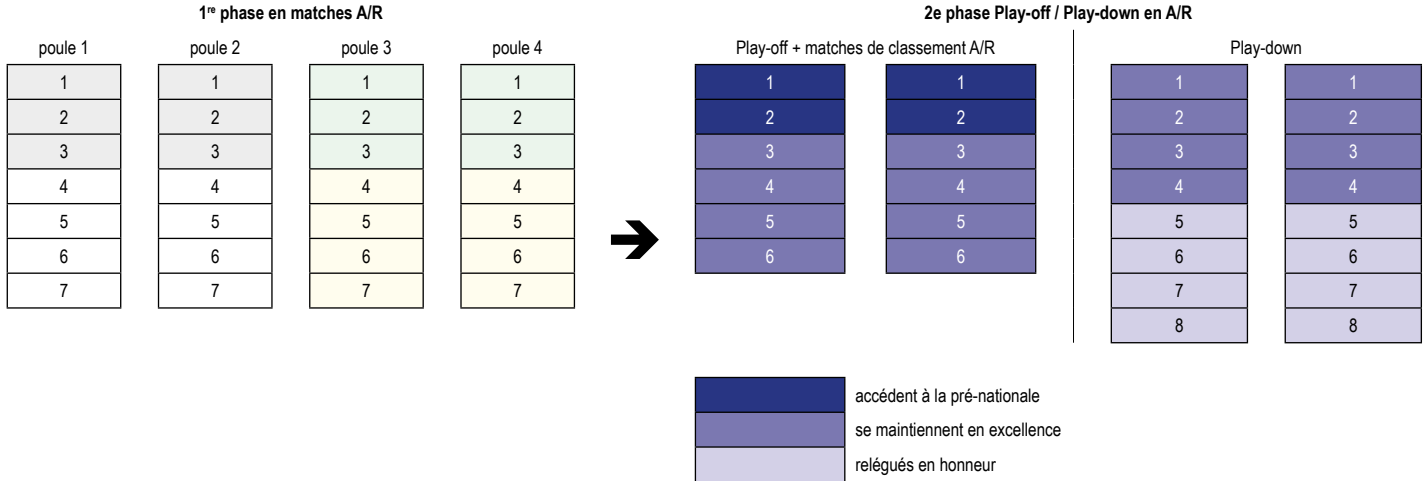 1re phase en matches A/R 2e phase Play-off / Play-down en A/R
poule 1 poule 2 poule 3 poule 4 Play-off + matches de classement A/R Play-down
1 1 1 1 1 1 1 1
2 2 2 2 2 2 2 2
3 3 3 3 3 3 3 3
4 4 4 4 4 4 4 4
5 5 5 5 5 5 5 5
6 6 6 6 6 6 6 6
7 7 7 7 7 7
8 8
accédent à la pré-nationale
se maintiennent en excellence
relégués en honneur